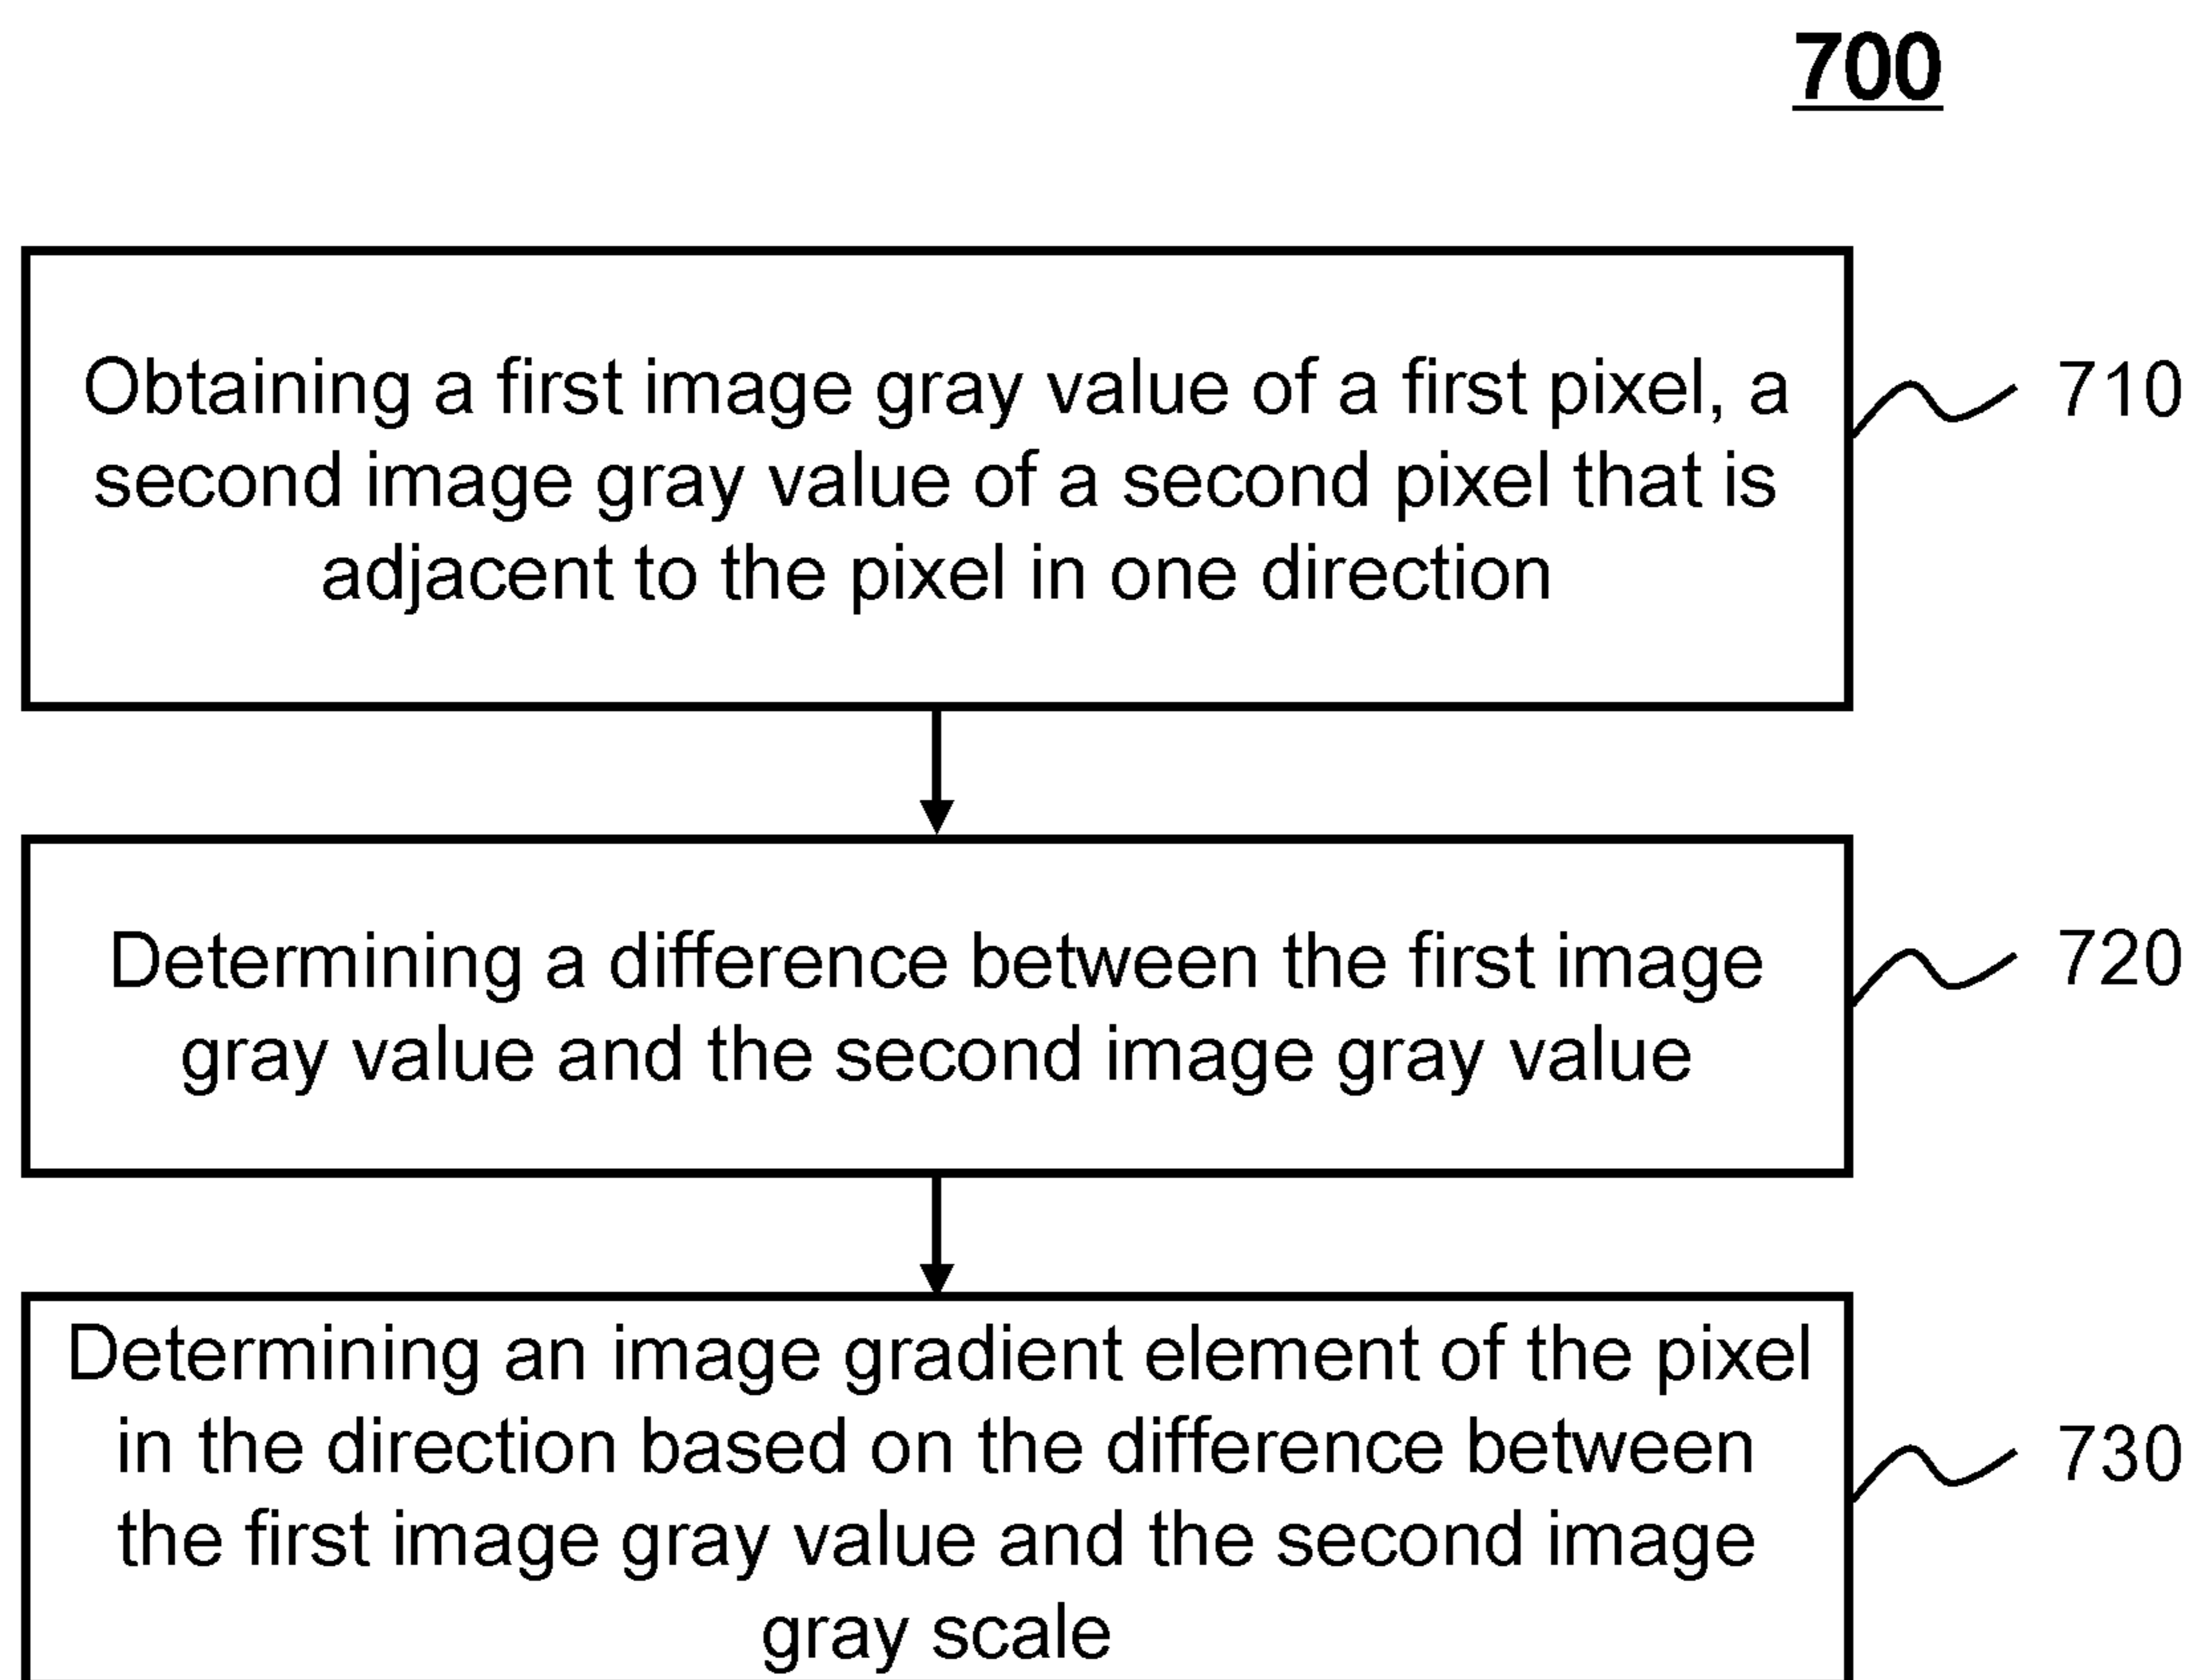 700
Obtaining a first image gray value of a first pixel, a
second image gray value of a second pixel that is
adjacent to the pixel in one direction
710
Determining a difference between the first image
gray value and the second image gray value
720
Determining an image gradient element of the pixel
in the direction based on the difference between
the first image gray value and the second image
gray scale
730